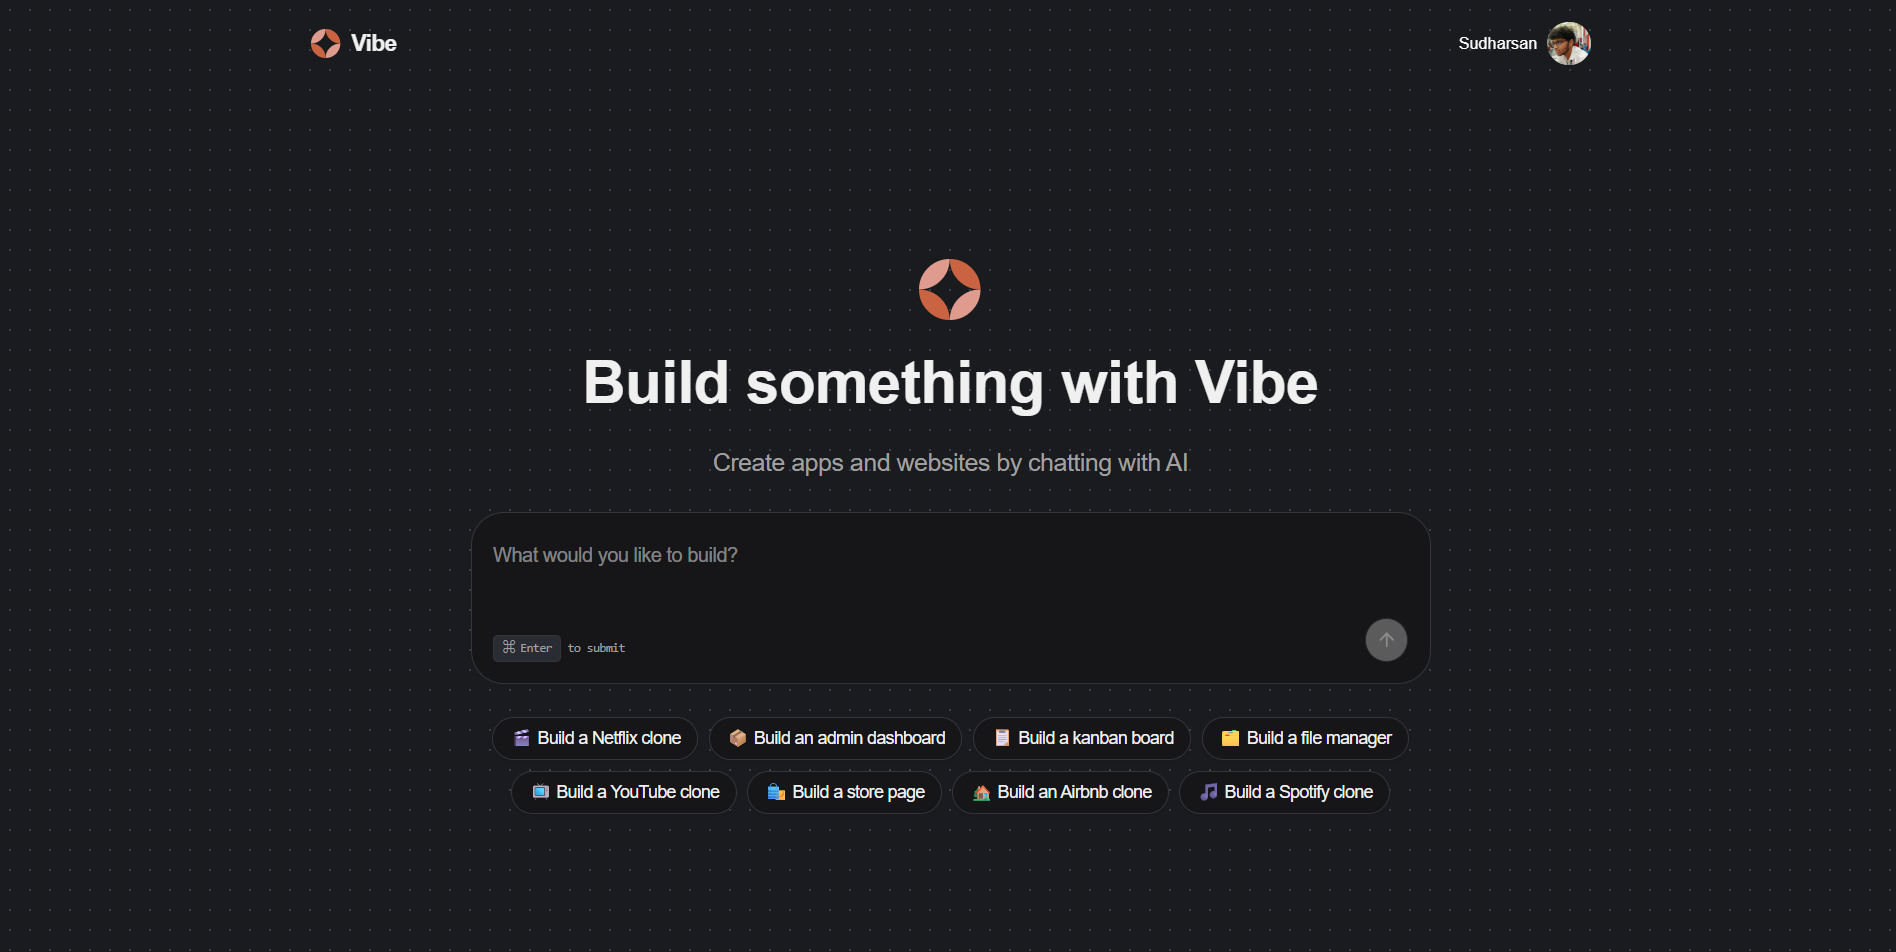 Vibe
Sudharsan
Build something with Vibe
Create apps and websites by chatting with AI
What would you like to build?
⌘ Enter to submit
🎬 Build a Netflix clone
📦 Build an admin dashboard
📋 Build a kanban board
🗂️ Build a file manager
📺 Build a YouTube clone
🛍️ Build a store page
🏡 Build an Airbnb clone
🎵 Build a Spotify clone